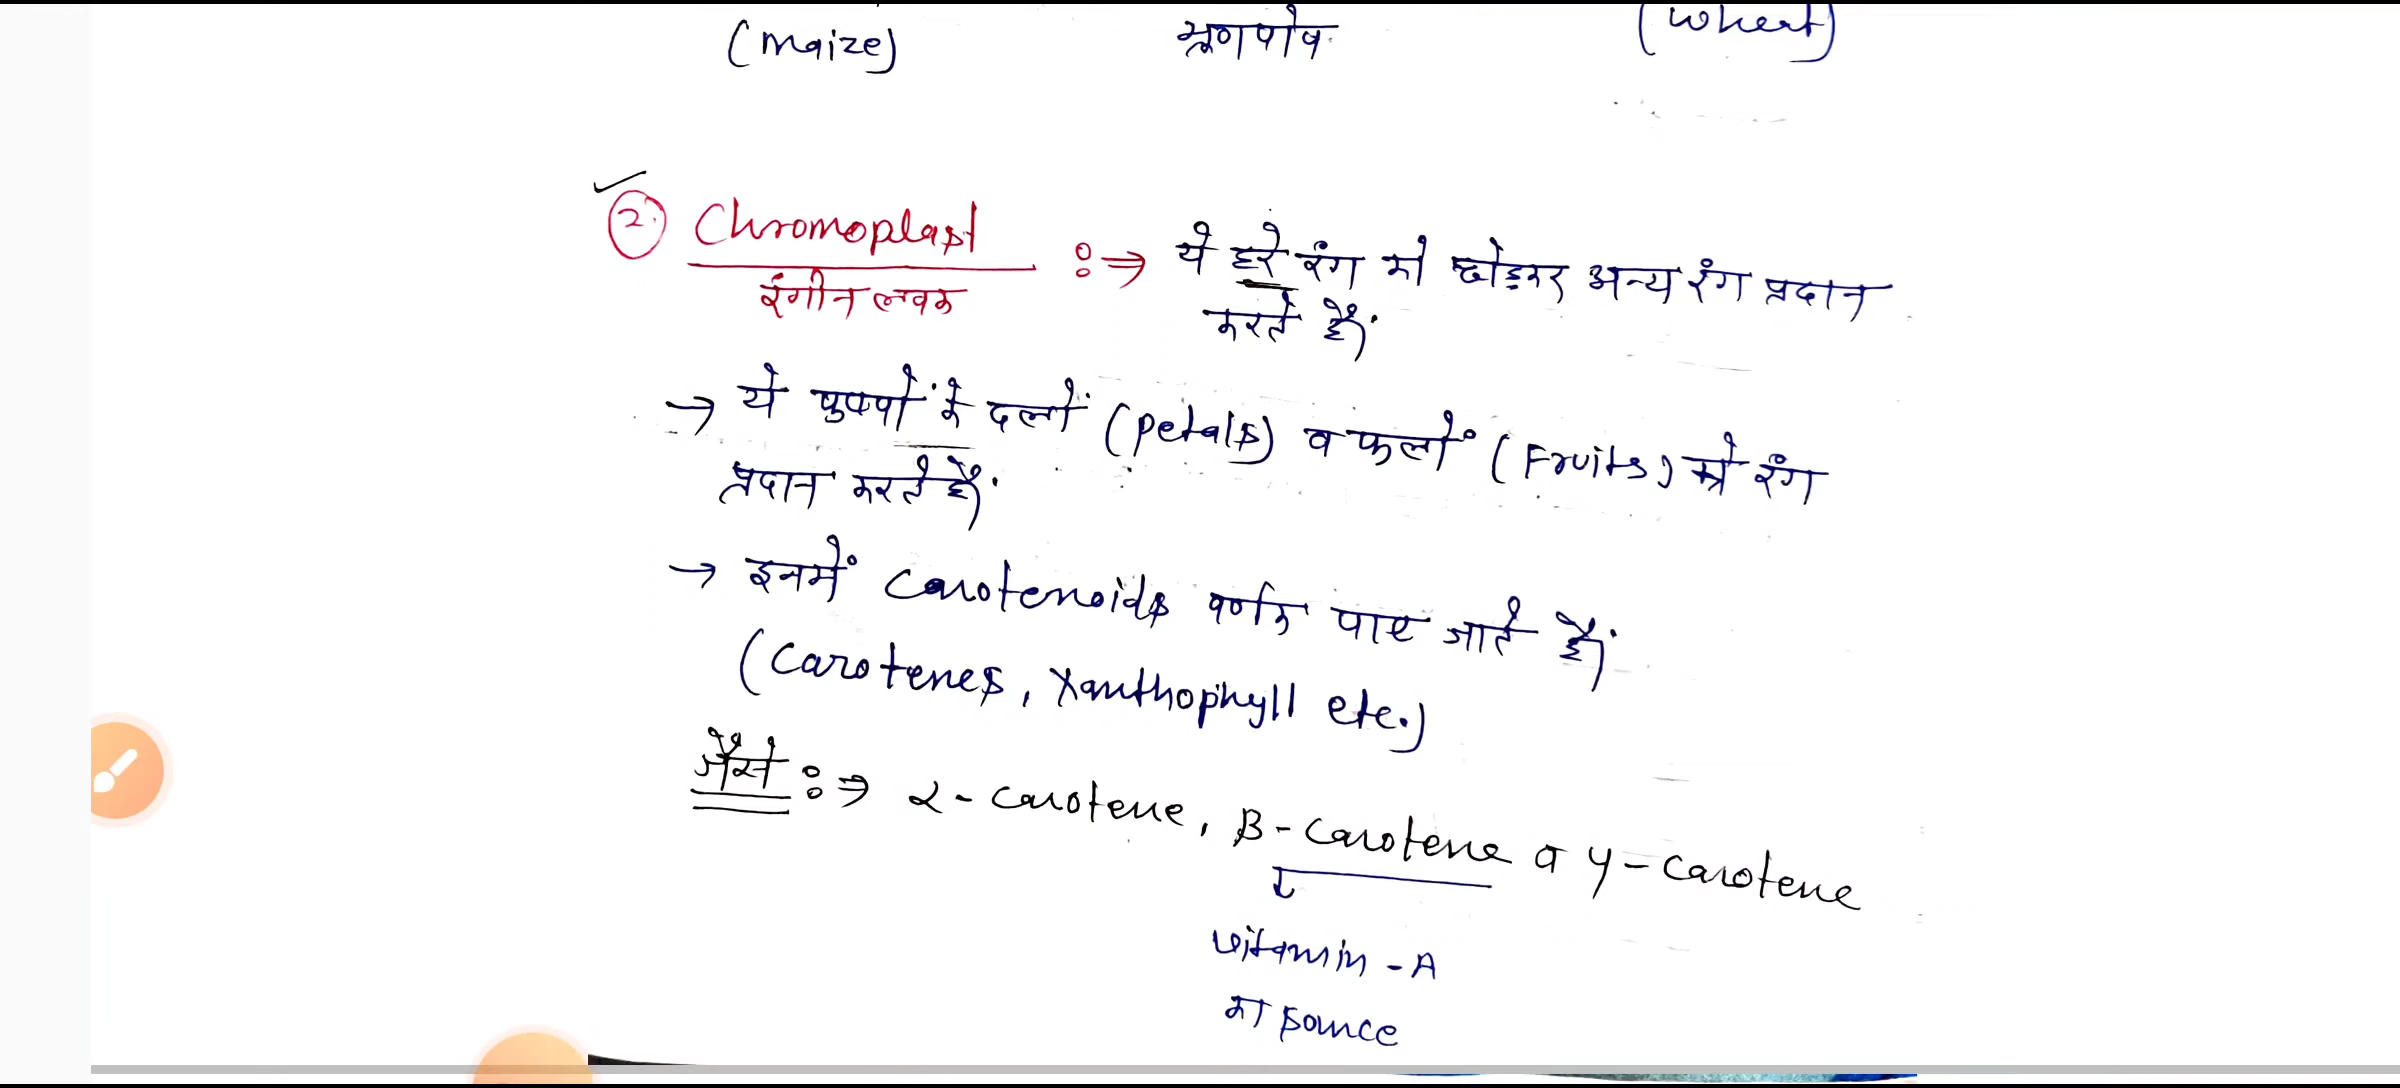 (Maize) भ्रूणपोष (Wheat)
2. Chromoplast :⇒ ये हरे रंग को छोड़कर अन्य रंग प्रदान
रंगीन लवक करते हैं।
→ ये पुष्पों के दलों (Petals) व फलों (Fruits) को रंग
प्रदान करते हैं।
→ इनमें Carotenoids वर्णक पाए जाते हैं।
(Carotenes, Xanthophyll etc.)
जैसे :⇒ α-carotene, β-carotene व γ-carotene
Vitamin-A
का source